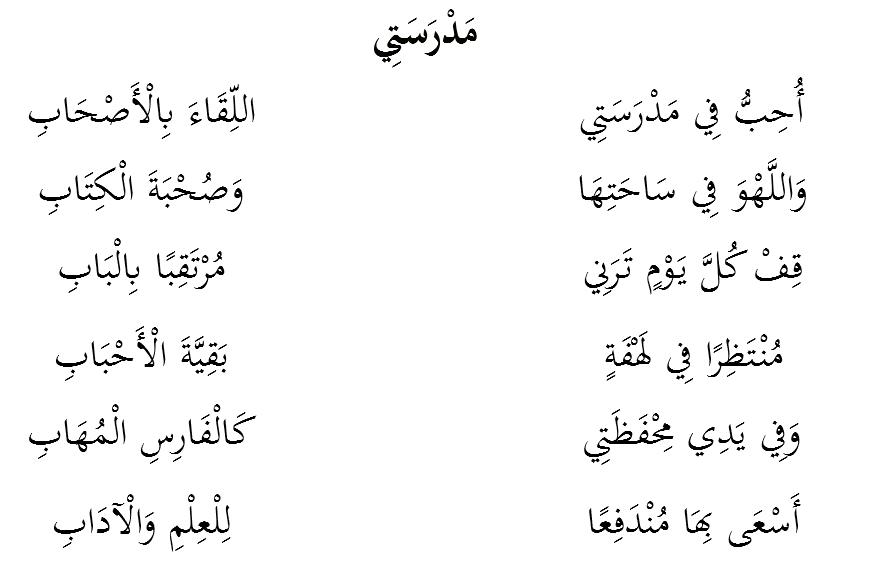 مَدْرَسَتِي
أُحِبُّ فِي مَدْرَسَتِي اللِّقَاءَ بِالْأَصْحَابِ
وَاللَّهْوَ فِي سَاحَتِهَا وَصُحْبَةَ الْكِتَابِ
قِفْ كُلَّ يَوْمٍ تَرَنِي مُرْتَقِبًا بِالْبَابِ
مُنْتَظِرًا فِي لَهْفَةٍ بَقِيَّةَ الْأَحْبَابِ
وَفِي يَدِي مِحْفَظَتِي كَالْفَارِسِ الْمُهَابِ
أَسْعَى بِهَا مُنْدَفِعًا لِلْعِلْمِ وَالْآدَابِ